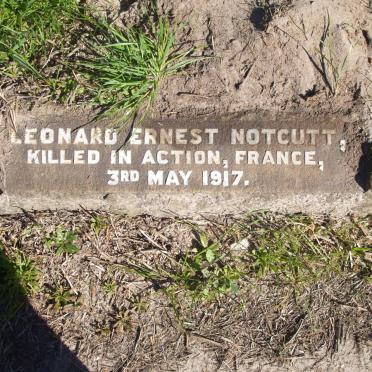 LEONARD ERNEST NOTCUTT,
KILLED IN ACTION, FRANCE,
3RD MAY 1917.